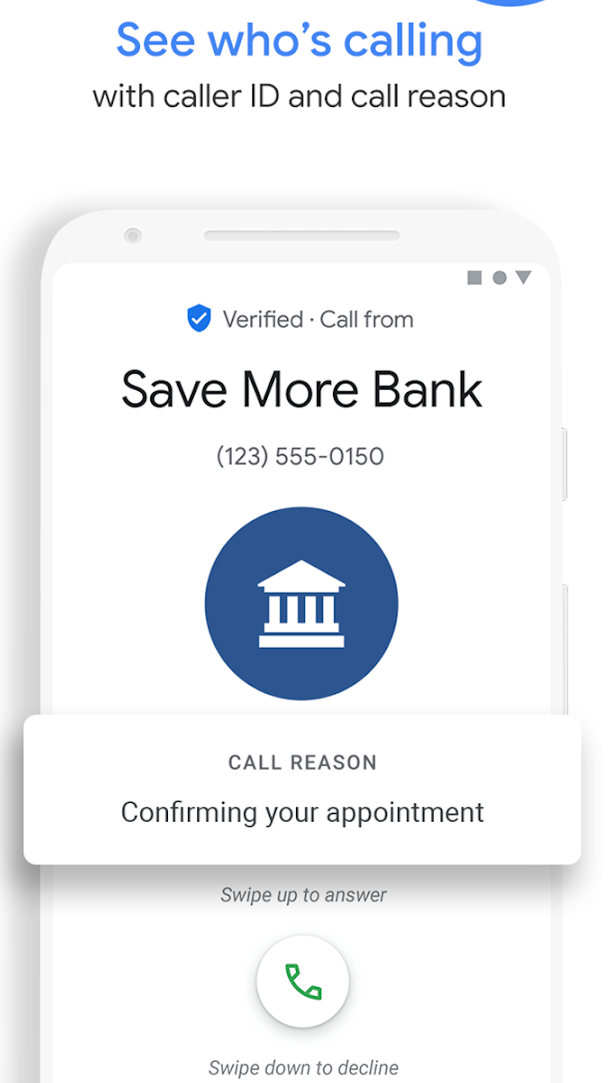 See who’s calling
with caller ID and call reason
Verified · Call from
Save More Bank
(123) 555-0150
CALL REASON
Confirming your appointment
Swipe up to answer
Swipe down to decline